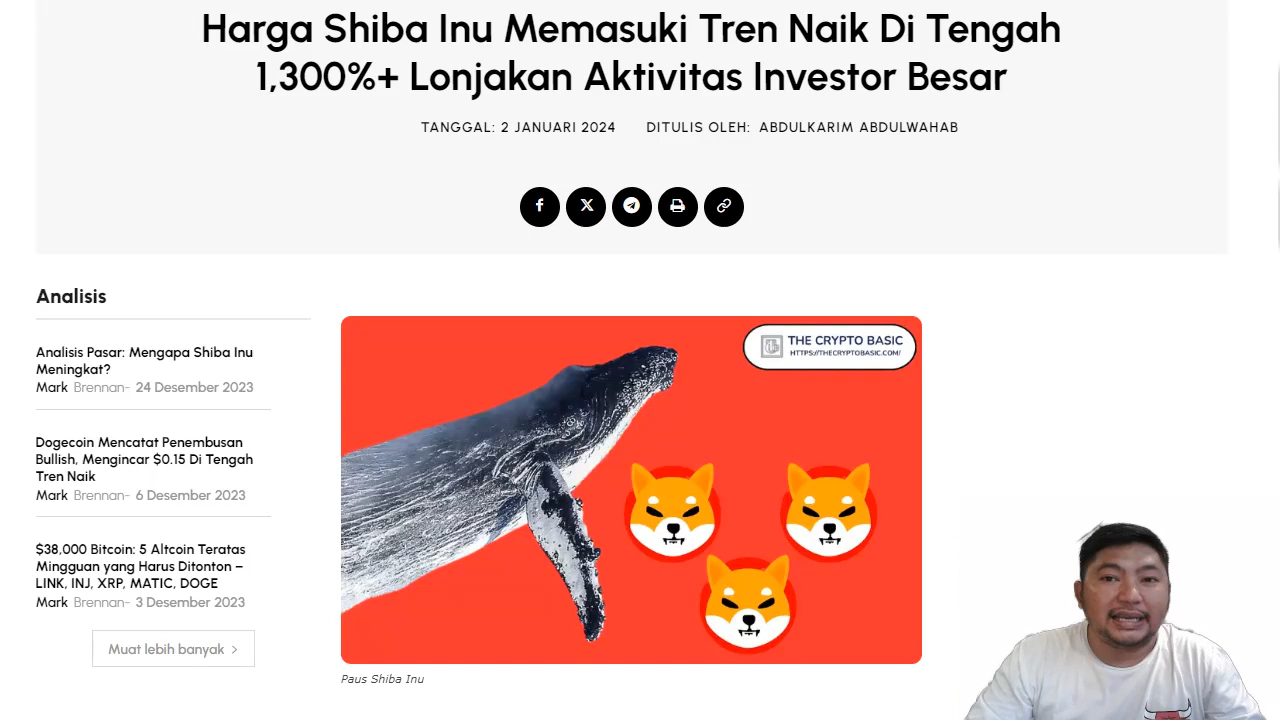 Harga Shiba Inu Memasuki Tren Naik Di Tengah
1,300%+ Lonjakan Aktivitas Investor Besar
TANGGAL: 2 JANUARI 2024 DITULIS OLEH: ABDULKARIM ABDULWAHAB
Analisis
Analisis Pasar: Mengapa Shiba Inu
Meningkat?
Mark Brennan- 24 Desember 2023
Dogecoin Mencatat Penembusan
Bullish, Mengincar $0.15 Di Tengah
Tren Naik
Mark Brennan- 6 Desember 2023
$38,000 Bitcoin: 5 Altcoin Teratas
Mingguan yang Harus Ditonton –
LINK, INJ, XRP, MATIC, DOGE
Mark Brennan- 3 Desember 2023
Muat lebih banyak
THE CRYPTO BASIC
HTTPS://THECRYPTOBASIC.COM/
Paus Shiba Inu